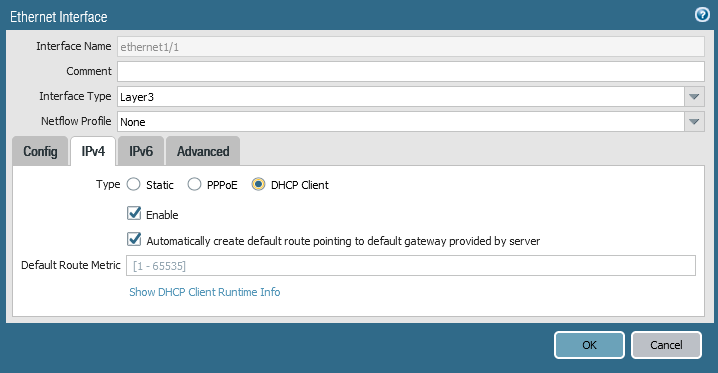 Ethernet Interface
Interface Name ethernet1/1
Comment
Interface Type Layer3
Netflow Profile None
Config IPv4 IPv6 Advanced
Type Static PPPoE DHCP Client
Enable
Automatically create default route pointing to default gateway provided by server
Default Route Metric [1 - 65535]
Show DHCP Client Runtime Info
OK Cancel